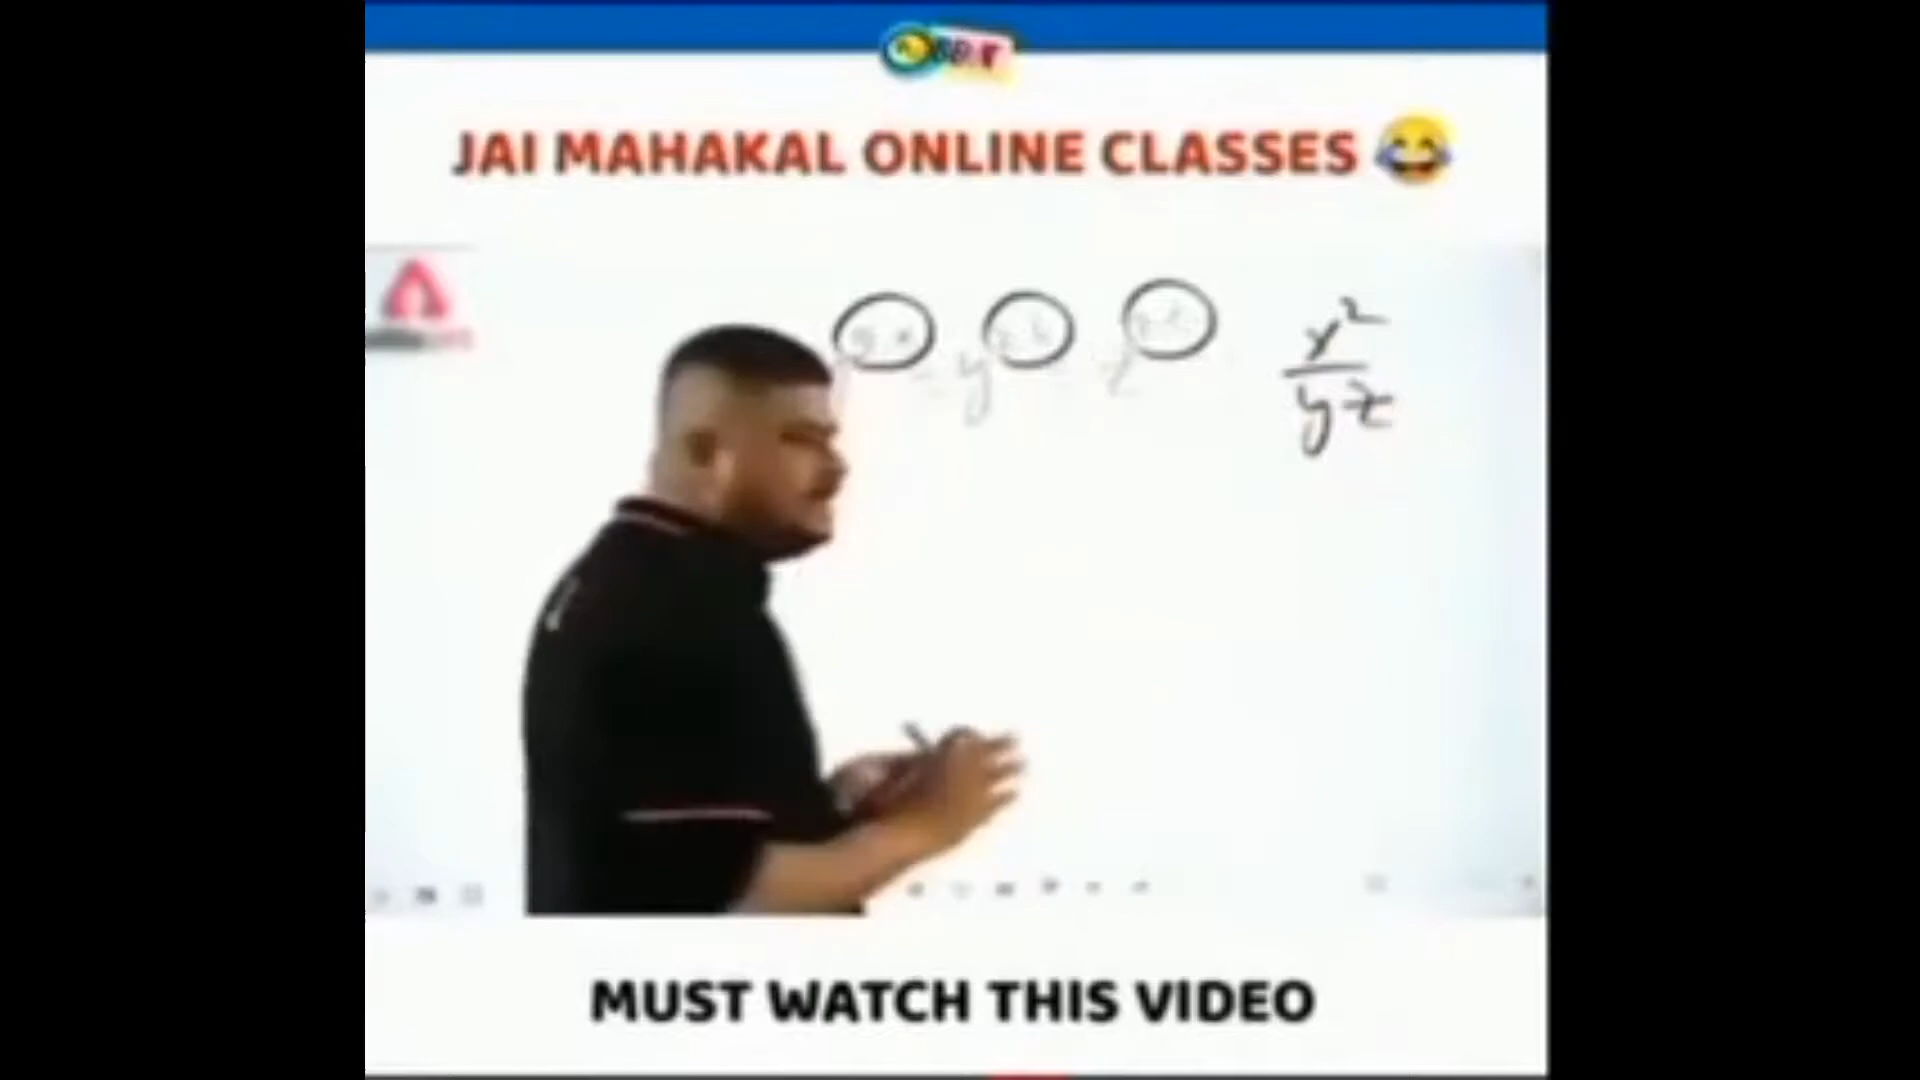 JAI MAHAKAL ONLINE CLASSES 😂
x²
yz
MUST WATCH THIS VIDEO